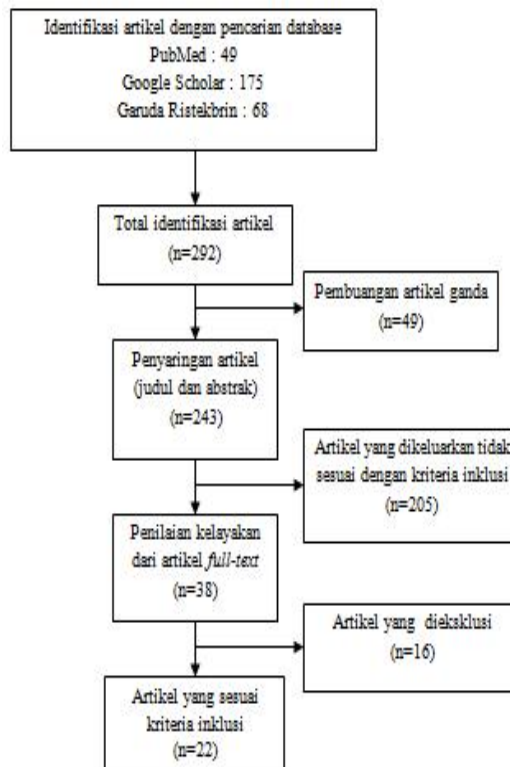 Identifikasi artikel dengan pencarian database
PubMed : 49
Google Scholar : 175
Garuda Ristekbrin : 68
Total identifikasi artikel
(n=292)
Pembuangan artikel ganda
(n=49)
Penyaringan artikel
(judul dan abstrak)
(n=243)
Artikel yang dikeluarkan tidak
sesuai dengan kriteria inklusi
(n=205)
Penilaian kelayakan
dari artikel full-text
(n=38)
Artikel yang dieksklusi
(n=16)
Artikel yang sesuai
kriteria inklusi
(n=22)